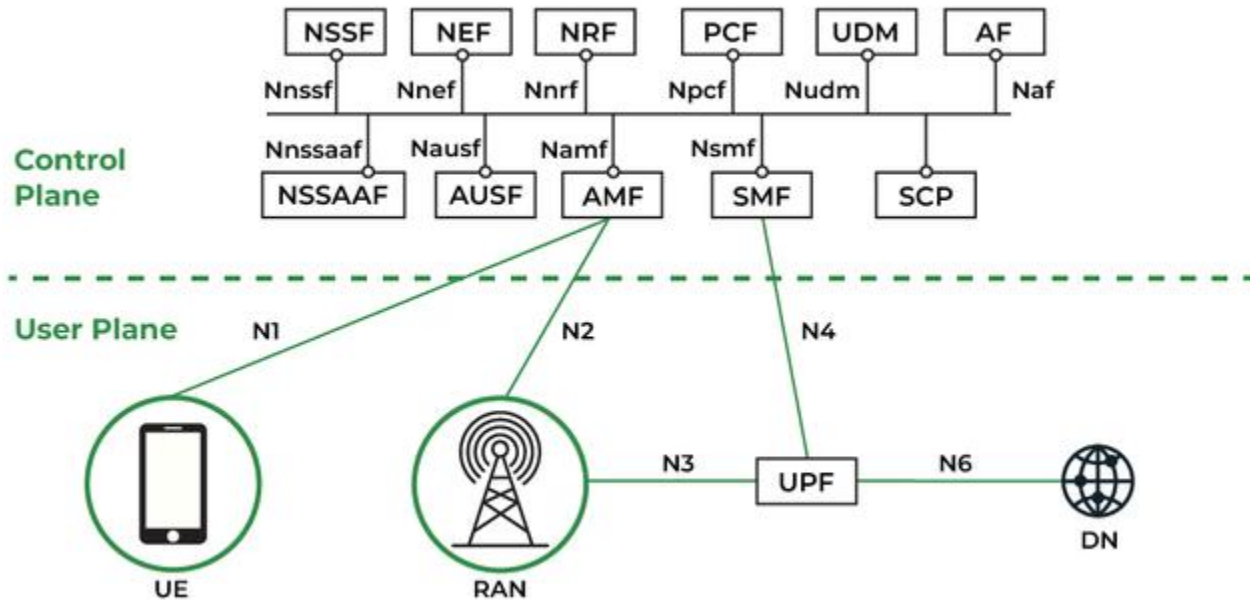 NSSF NEF NRF PCF UDM AF
Nnssf Nnef Nnrf Npcf Nudm Naf
Nnssaaf Nausf Namf Nsmf
Control
Plane
NSSAAF AUSF AMF SMF SCP
User Plane N1 N2 N4
N3 N6
UPF
DN
UE RAN